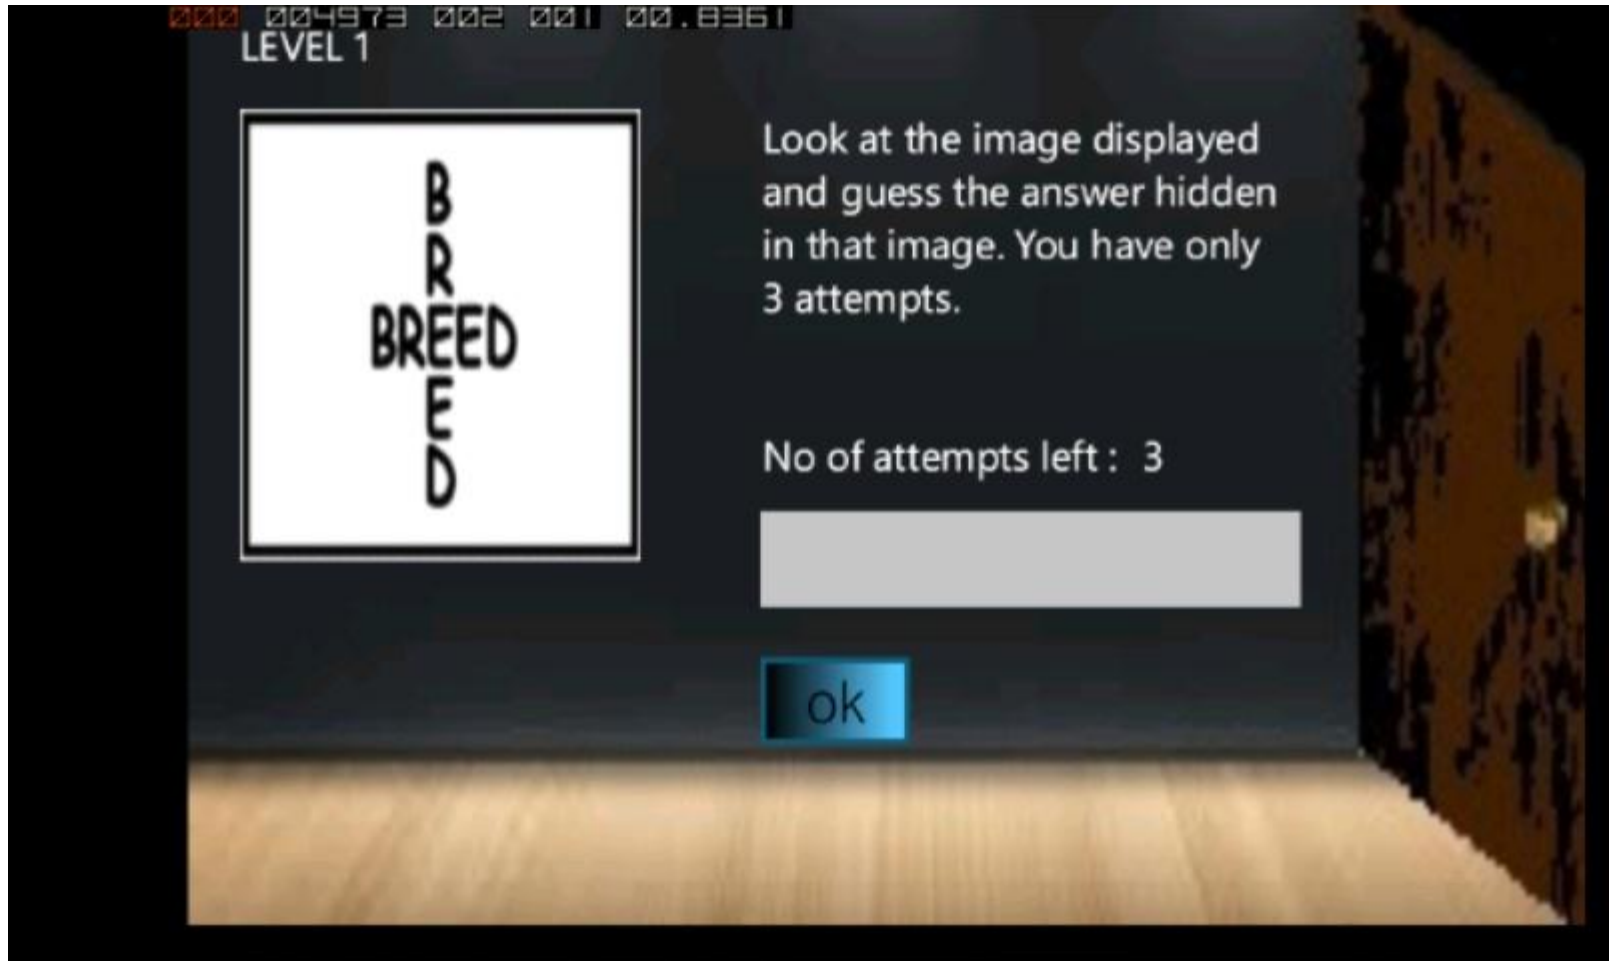 000 004973 002 001 00.8361
LEVEL 1
B
R
BREED
E
D
Look at the image displayed
and guess the answer hidden
in that image. You have only
3 attempts.
No of attempts left : 3
ok